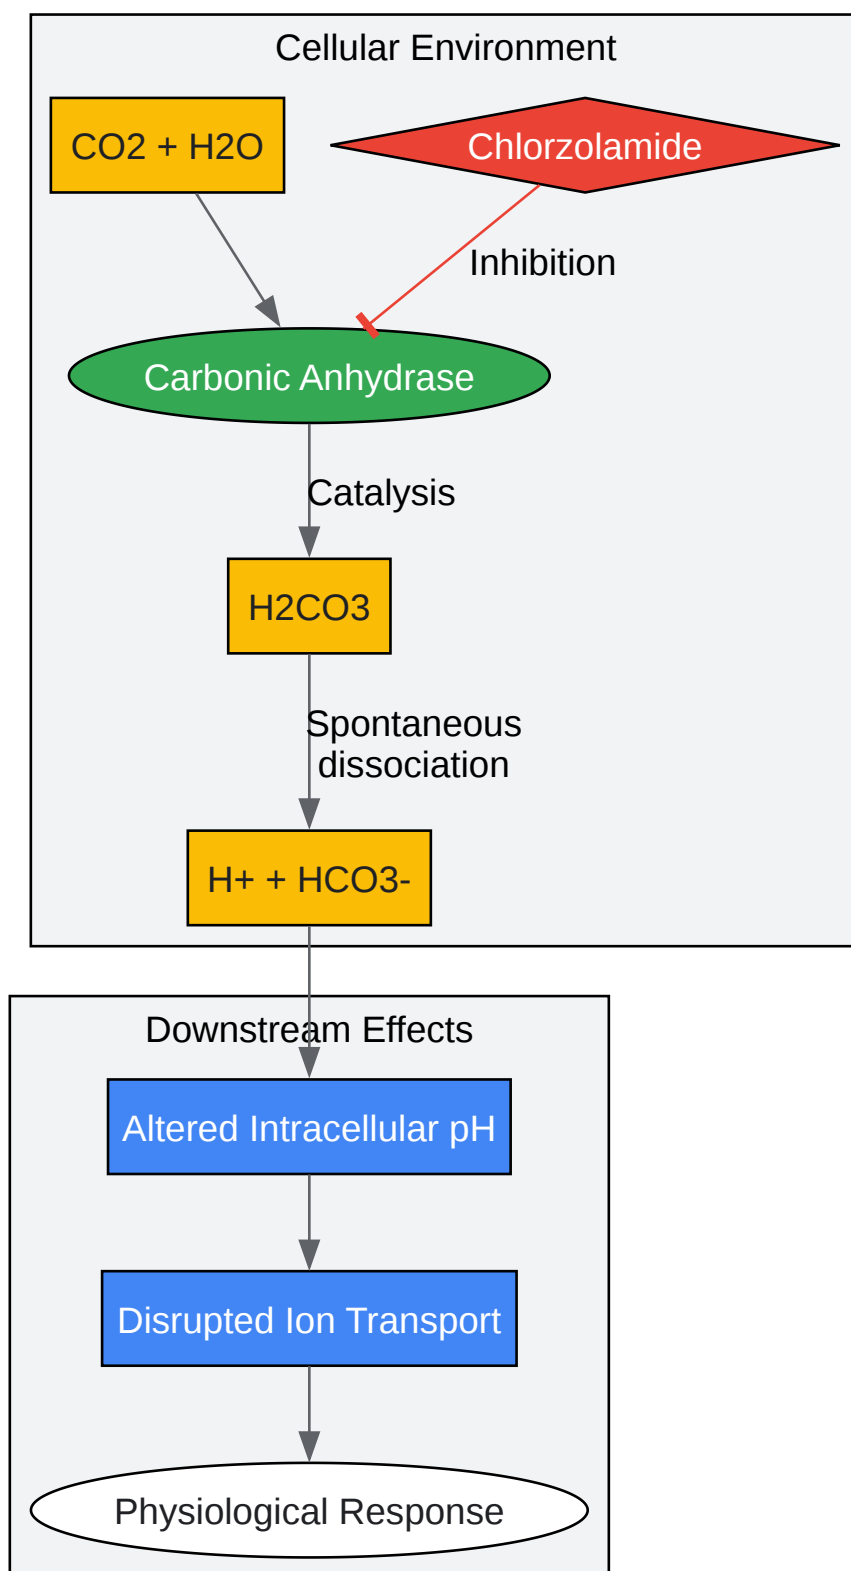 Cellular Environment
CO2 + H2O
Chlorzolamide
Inhibition
Carbonic Anhydrase
Catalysis
H2CO3
Spontaneous
dissociation
H+ + HCO3-
Downstream Effects
Altered Intracellular pH
Disrupted Ion Transport
Physiological Response